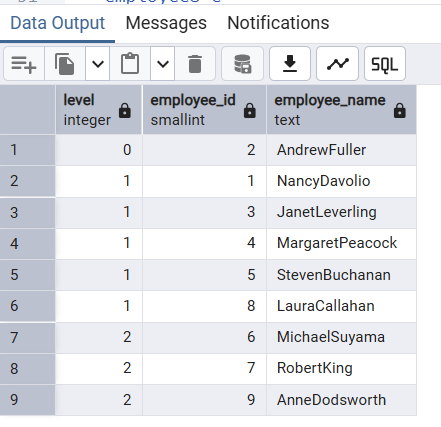 Data Output Messages Notifications
SQL
level employee_id employee_name
integer smallint text
1 0 2 AndrewFuller
2 1 1 NancyDavolio
3 1 3 JanetLeverling
4 1 4 MargaretPeacock
5 1 5 StevenBuchanan
6 1 8 LauraCallahan
7 2 6 MichaelSuyama
8 2 7 RobertKing
9 2 9 AnneDodsworth